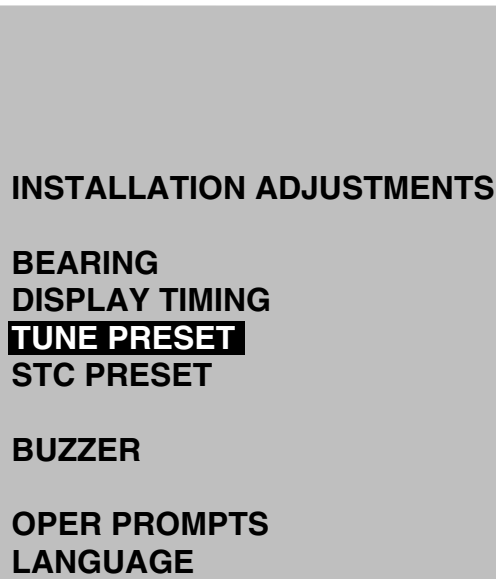 INSTALLATION ADJUSTMENTS
BEARING
DISPLAY TIMING
TUNE PRESET
STC PRESET
BUZZER
OPER PROMPTS
LANGUAGE